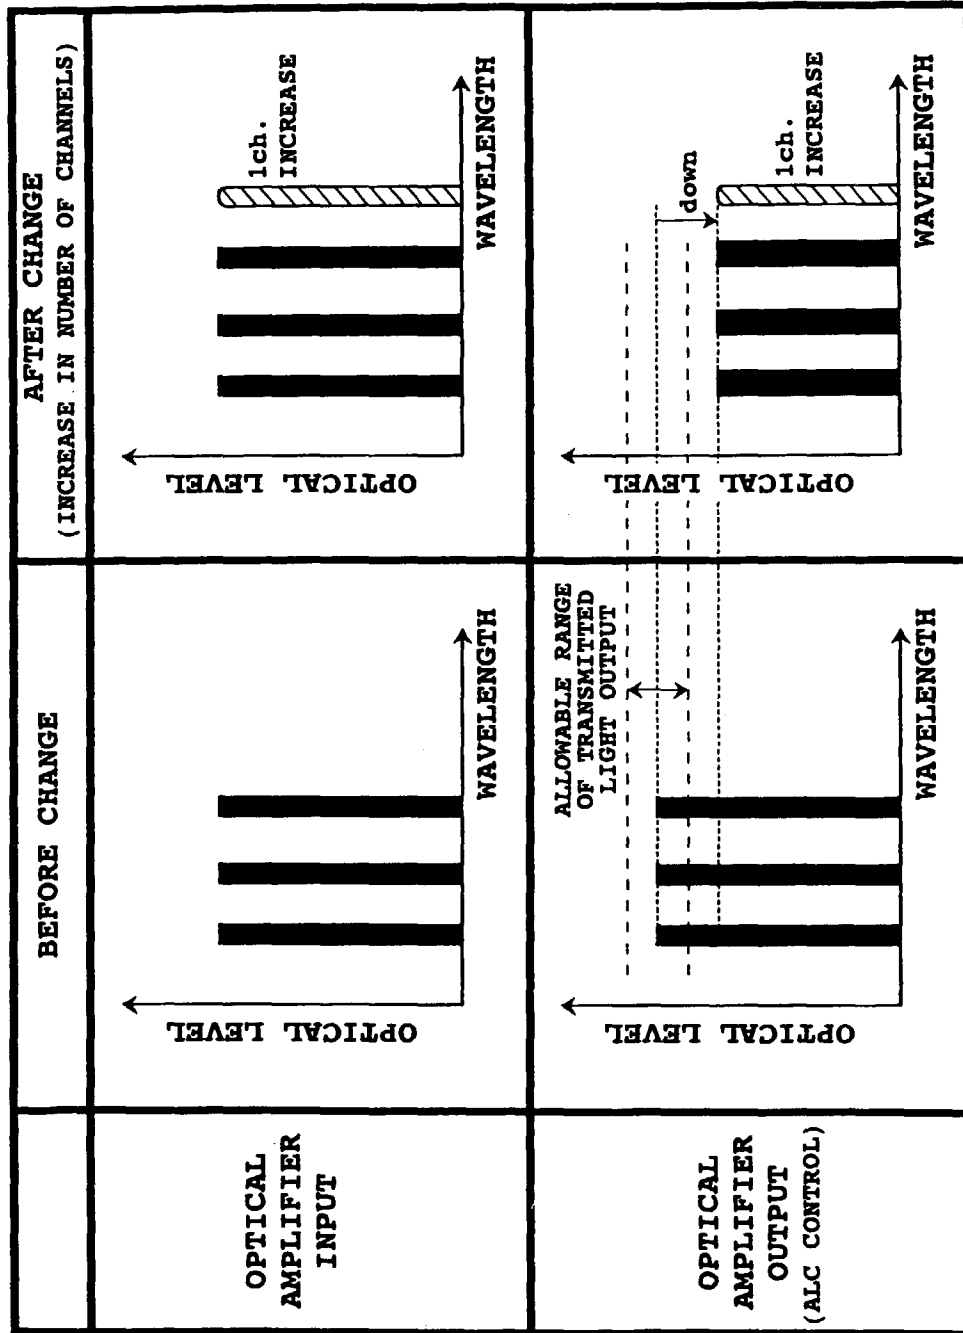 BEFORE CHANGE
AFTER CHANGE
(INCREASE IN NUMBER OF CHANNELS)
OPTICAL
AMPLIFIER
INPUT
OPTICAL LEVEL
WAVELENGTH
OPTICAL LEVEL
1ch.
INCREASE
WAVELENGTH
OPTICAL
AMPLIFIER
OUTPUT
(ALC CONTROL)
OPTICAL LEVEL
ALLOWABLE RANGE
OF TRANSMITTED
LIGHT OUTPUT
WAVELENGTH
OPTICAL LEVEL
down
1ch.
INCREASE
WAVELENGTH